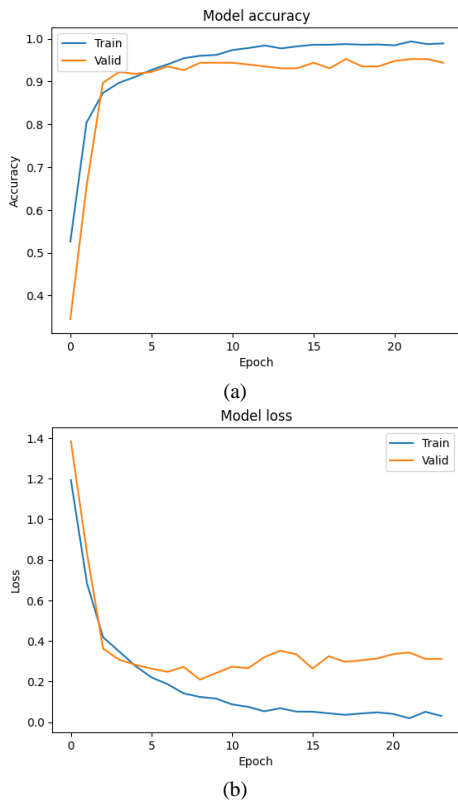 Model accuracy
1.0
0.9
0.8
0.7
0.6
0.5
0.4
Accuracy
Train
Valid
0 5 10 15 20
Epoch
(a)
Model loss
1.4
1.2
1.0
0.8
0.6
0.4
0.2
0.0
Loss
Train
Valid
0 5 10 15 20
Epoch
(b)